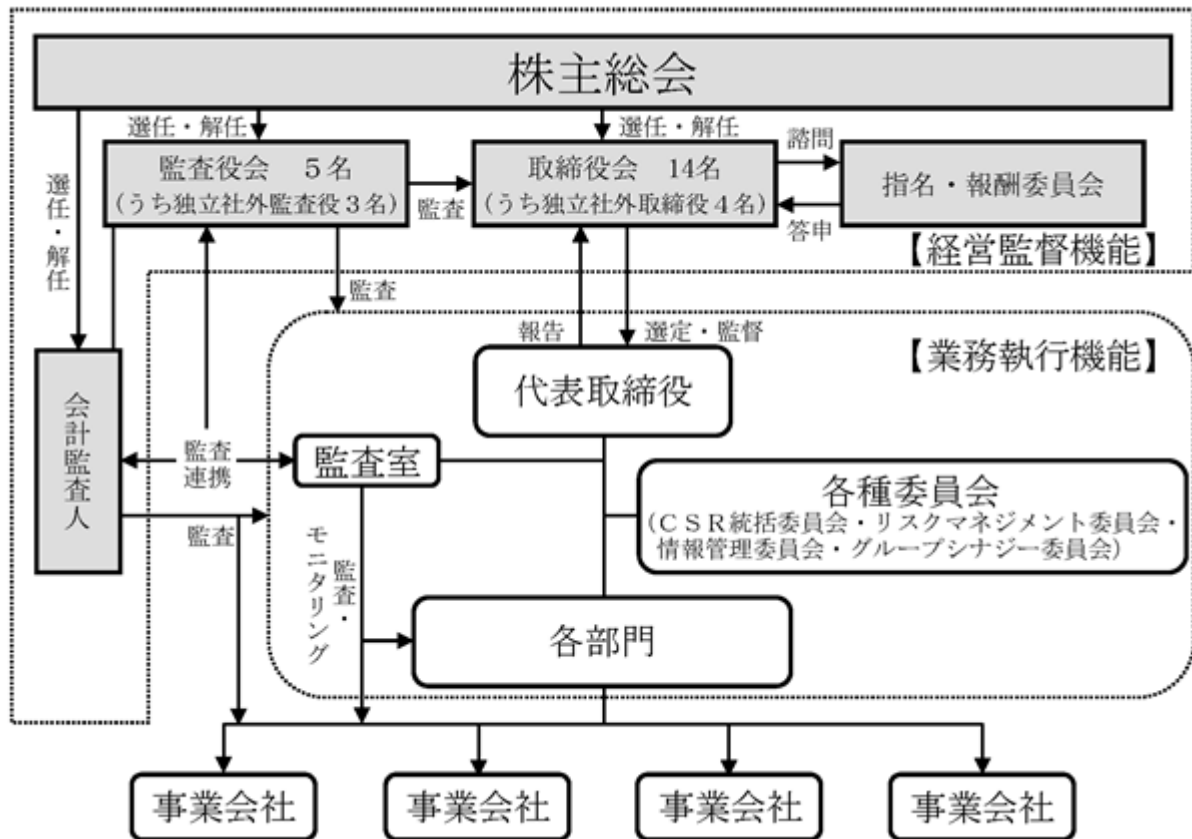 株主総会
選任・解任
選任・解任
選任・解任
監査役会　５名
(うち独立社外監査役３名)
監査
取締役会　14名
(うち独立社外取締役４名)
諮問
答申
指名・報酬委員会
【経営監督機能】
監査
報告
選定・監督
【業務執行機能】
代表取締役
会計監査人
監査
連携
監査室
監査
各種委員会
(ＣＳＲ統括委員会・リスクマネジメント委員会・
情報管理委員会・グループシナジー委員会)
監査・
モニタリング
各部門
事業会社
事業会社
事業会社
事業会社